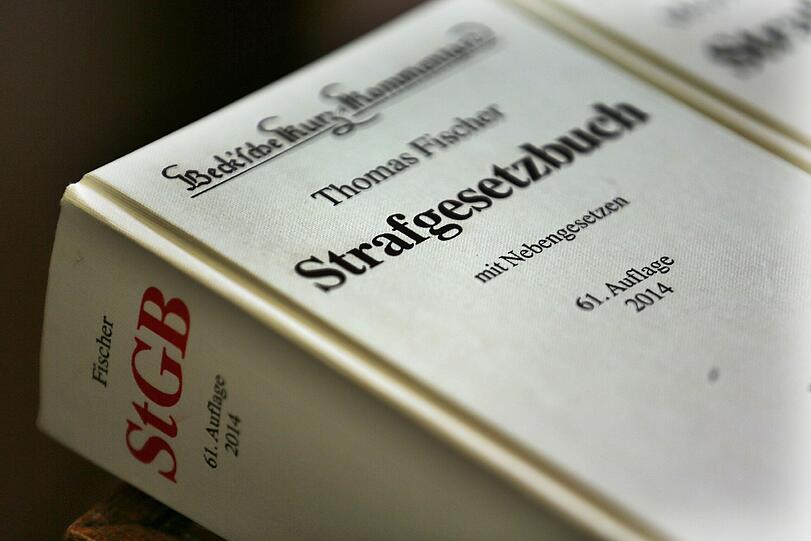 Beck'sche Kurz-Kommentare
Thomas Fischer
Strafgesetzbuch
mit Nebengesetzen
61. Auflage
2014
Fischer
StGB
61. Auflage
2014